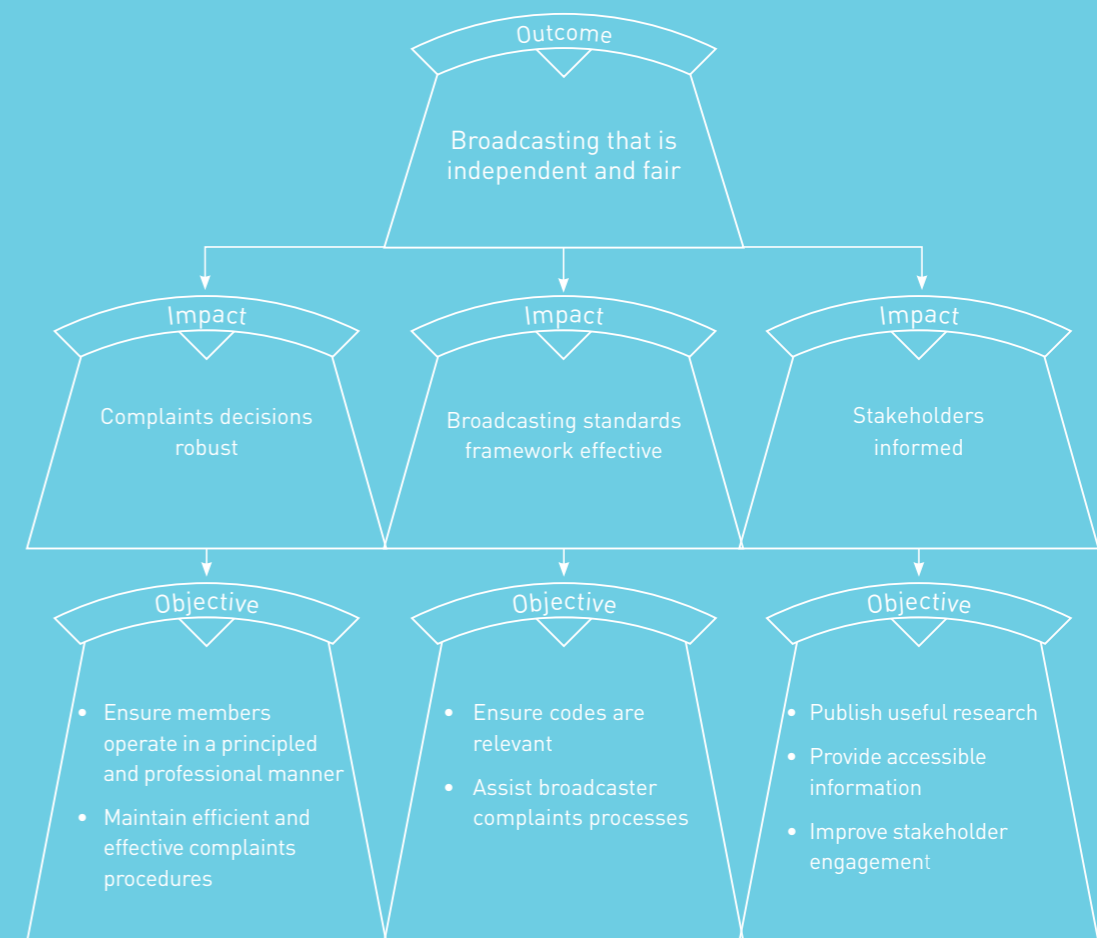 Outcome
Broadcasting that is
independent and fair
Impact
Complaints decisions
robust
Impact
Broadcasting standards
framework effective
Impact
Stakeholders
informed
Objective
• Ensure members
operate in a principled
and professional manner
• Maintain efficient and
effective complaints
procedures
Objective
• Ensure codes are
relevant
• Assist broadcaster
complaints processes
Objective
• Publish useful research
• Provide accessible
information
• Improve stakeholder
engagement